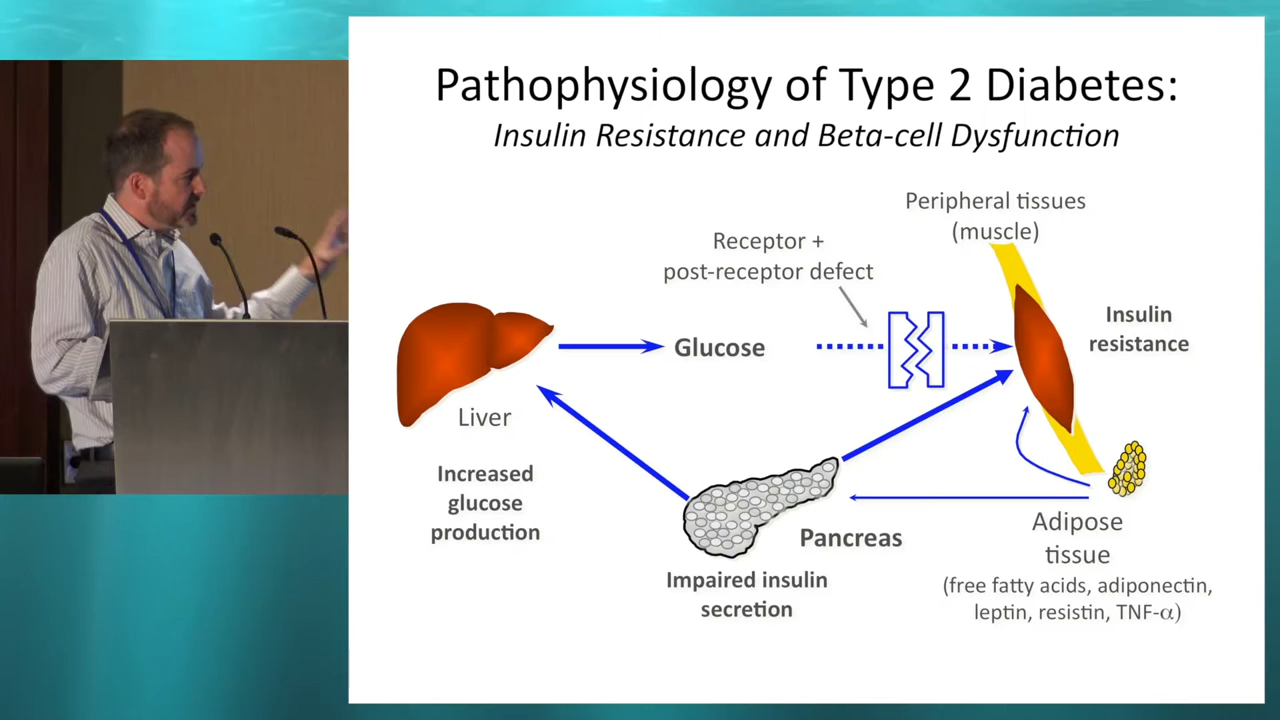 Pathophysiology of Type 2 Diabetes:
Insulin Resistance and Beta-cell Dysfunction
Peripheral tissues
(muscle)
Receptor +
post-receptor defect
Insulin
resistance
Glucose
Liver
Increased
glucose
production
Pancreas
Impaired insulin
secretion
Adipose
tissue
(free fatty acids, adiponectin,
leptin, resistin, TNF-α)